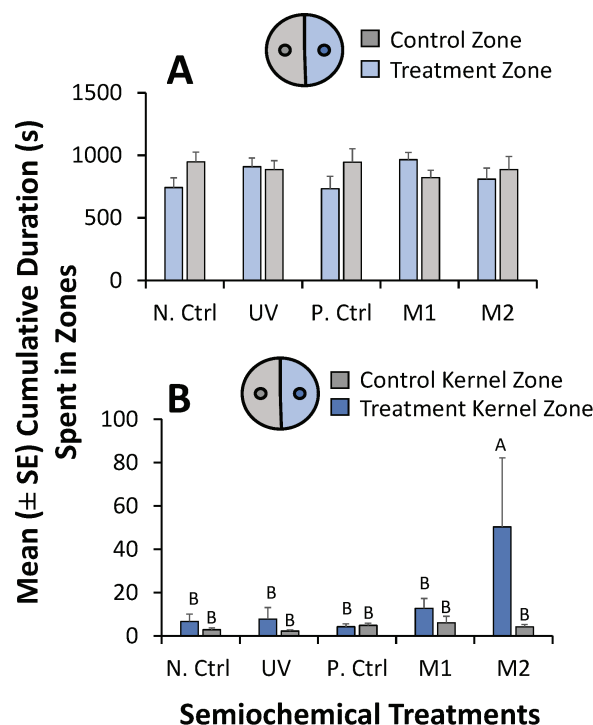 A
Control Zone
Treatment Zone
1500
1000
500
0
N. Ctrl UV P. Ctrl M1 M2
Mean (± SE) Cumulative Duration (s)
Spent in Zones
B
Control Kernel Zone
Treatment Kernel Zone
100
80
60
40
20
0
A
B B B B B B B B B
N. Ctrl UV P. Ctrl M1 M2
Semiochemical Treatments